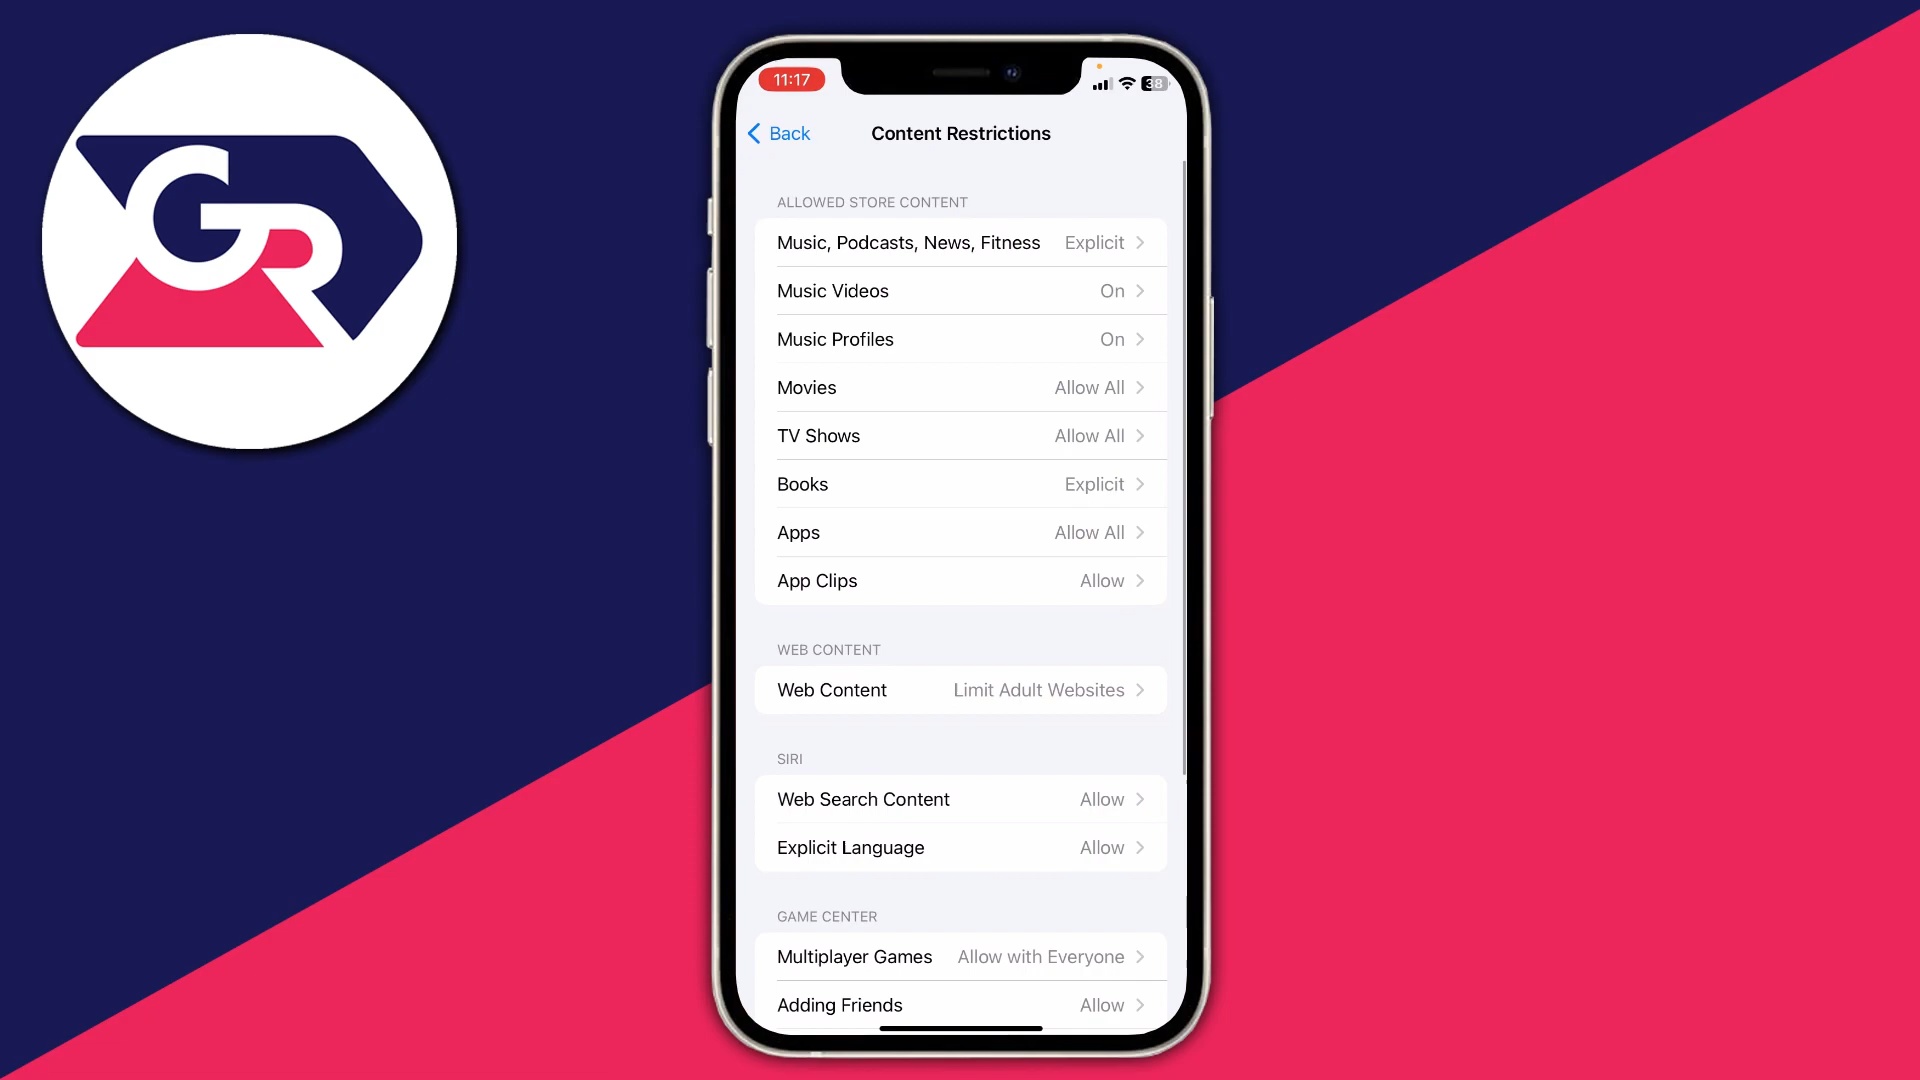 GR
11:17
38
Back
Content Restrictions
ALLOWED STORE CONTENT
Music, Podcasts, News, Fitness Explicit
Music Videos On
Music Profiles On
Movies Allow All
TV Shows Allow All
Books Explicit
Apps Allow All
App Clips Allow
WEB CONTENT
Web Content Limit Adult Websites
SIRI
Web Search Content Allow
Explicit Language Allow
GAME CENTER
Multiplayer Games Allow with Everyone
Adding Friends Allow